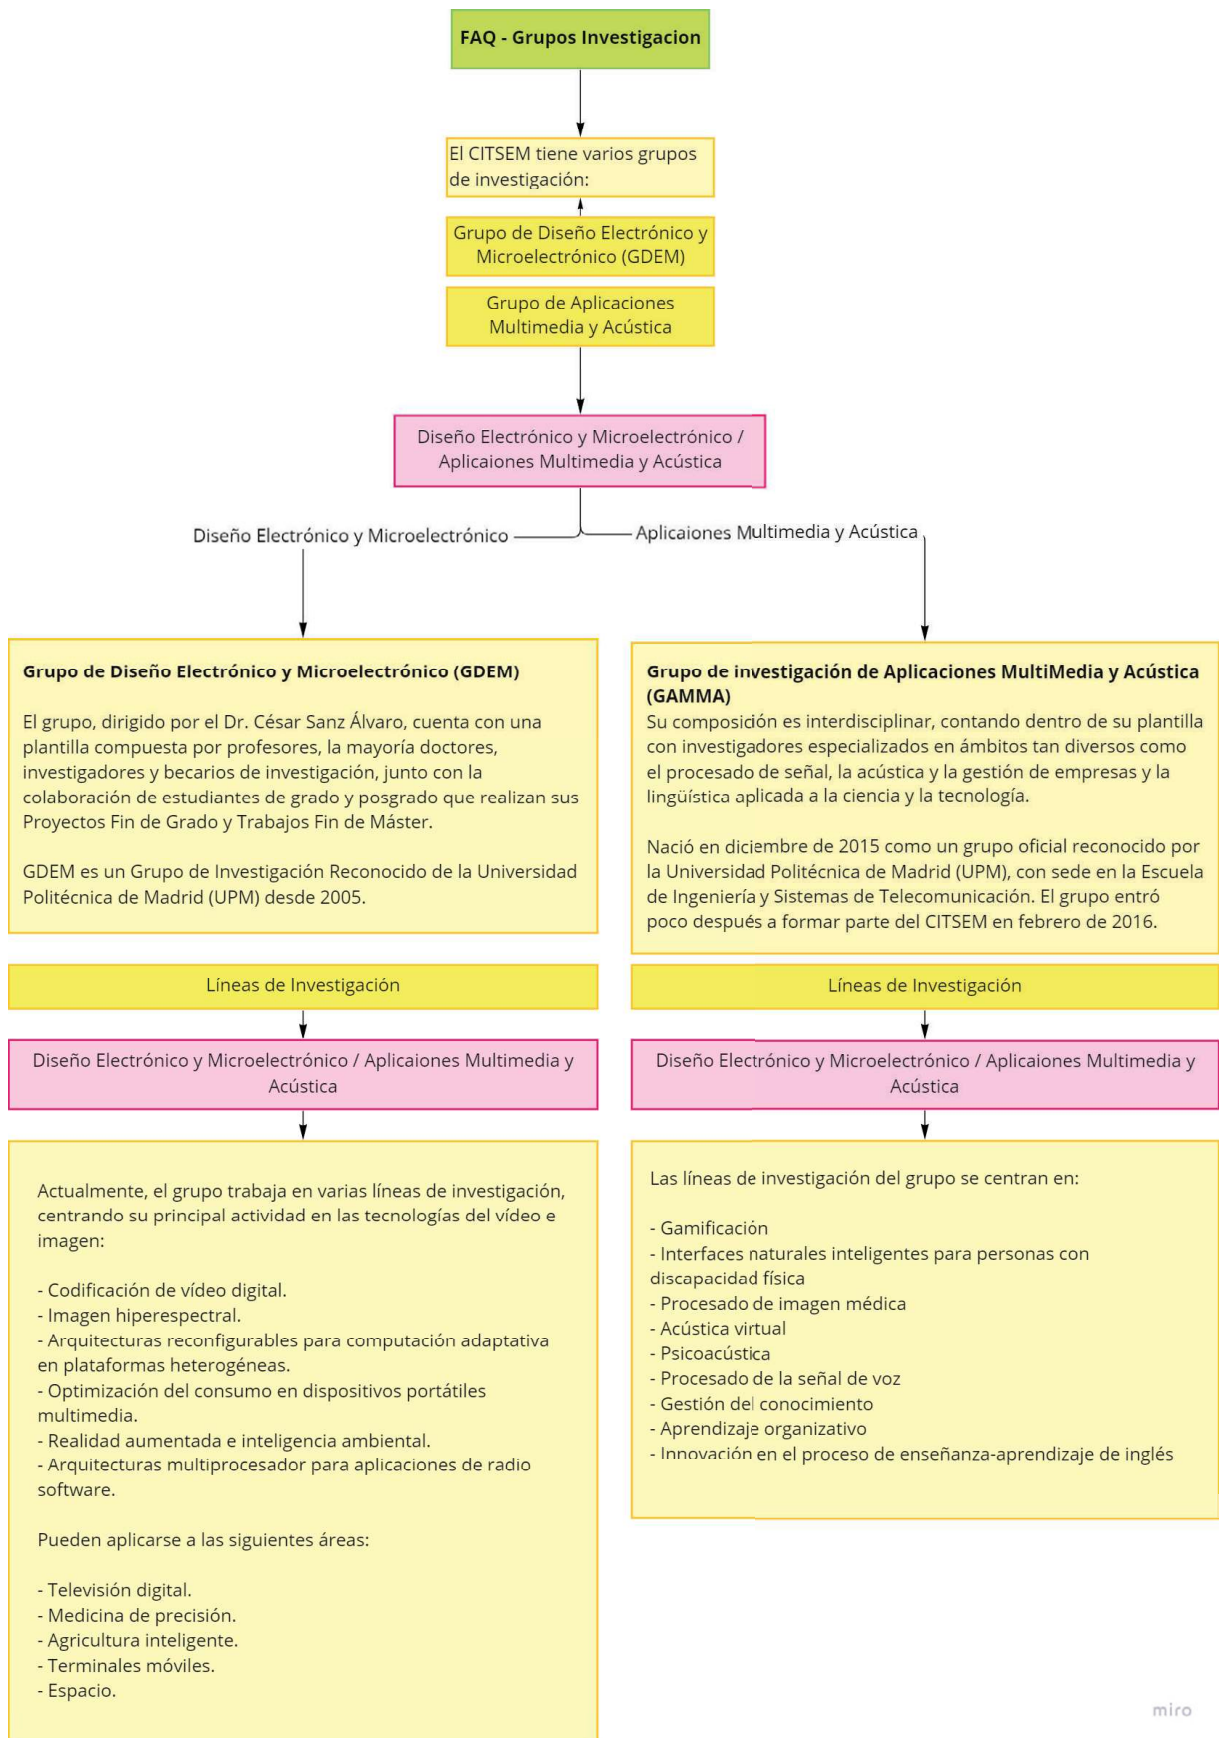 FAQ - Grupos Investigacion
El CITSEM tiene varios grupos
de investigación:
Grupo de Diseño Electrónico y
Microelectrónico (GDEM)
Grupo de Aplicaciones
Multimedia y Acústica
Diseño Electrónico y Microelectrónico /
Aplicaiones Multimedia y Acústica
Diseño Electrónico y Microelectrónico
Aplicaiones Multimedia y Acústica
Grupo de Diseño Electrónico y Microelectrónico (GDEM)
El grupo, dirigido por el Dr. César Sanz Álvaro, cuenta con una
plantilla compuesta por profesores, la mayoría doctores,
investigadores y becarios de investigación, junto con la
colaboración de estudiantes de grado y posgrado que realizan sus
Proyectos Fin de Grado y Trabajos Fin de Máster.
GDEM es un Grupo de Investigación Reconocido de la Universidad
Politécnica de Madrid (UPM) desde 2005.
Líneas de Investigación
Diseño Electrónico y Microelectrónico / Aplicaiones Multimedia y
Acústica
Actualmente, el grupo trabaja en varias líneas de investigación,
centrando su principal actividad en las tecnologías del vídeo e
imagen:
- Codificación de vídeo digital.
- Imagen hiperespectral.
- Arquitecturas reconfigurables para computación adaptativa
en plataformas heterogéneas.
- Optimización del consumo en dispositivos portátiles
multimedia.
- Realidad aumentada e inteligencia ambiental.
- Arquitecturas multiprocesador para aplicaciones de radio
software.
Pueden aplicarse a las siguientes áreas:
- Televisión digital.
- Medicina de precisión.
- Agricultura inteligente.
- Terminales móviles.
- Espacio.
Grupo de investigación de Aplicaciones MultiMedia y Acústica
(GAMMA)
Su composición es interdisciplinar, contando dentro de su plantilla
con investigadores especializados en ámbitos tan diversos como
el procesado de señal, la acústica y la gestión de empresas y la
lingüística aplicada a la ciencia y la tecnología.
Nació en diciembre de 2015 como un grupo oficial reconocido por
la Universidad Politécnica de Madrid (UPM), con sede en la Escuela
de Ingeniería y Sistemas de Telecomunicación. El grupo entró
poco después a formar parte del CITSEM en febrero de 2016.
Líneas de Investigación
Diseño Electrónico y Microelectrónico / Aplicaiones Multimedia y
Acústica
Las líneas de investigación del grupo se centran en:
- Gamificación
- Interfaces naturales inteligentes para personas con
discapacidad física
- Procesado de imagen médica
- Acústica virtual
- Psicoacústica
- Procesado de la señal de voz
- Gestión del conocimiento
- Aprendizaje organizativo
- Innovación en el proceso de enseñanza-aprendizaje de inglés
miro